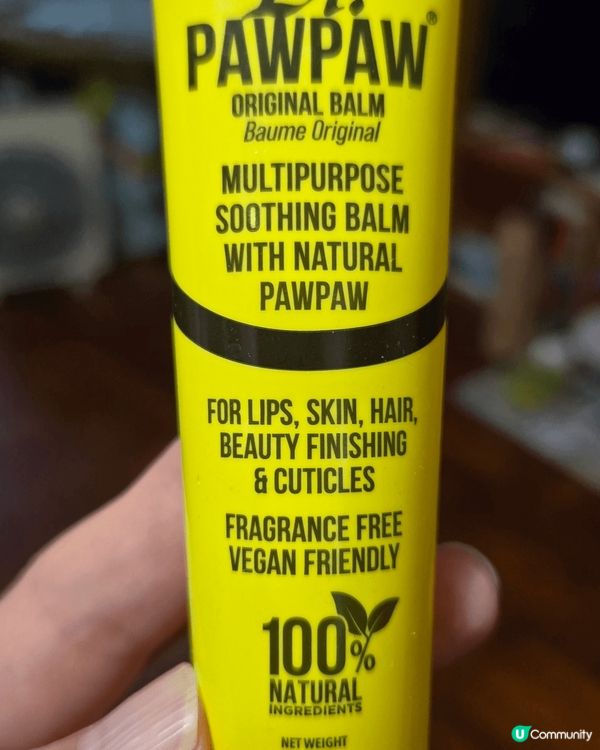 Dr.
PAWPAW®
ORIGINAL BALM
Baume Original
MULTIPURPOSE
SOOTHING BALM
WITH NATURAL
PAWPAW
FOR LIPS, SKIN, HAIR,
BEAUTY FINISHING
& CUTICLES
FRAGRANCE FREE
VEGAN FRIENDLY
100%
NATURAL
INGREDIENTS
NET WEIGHT
U Community